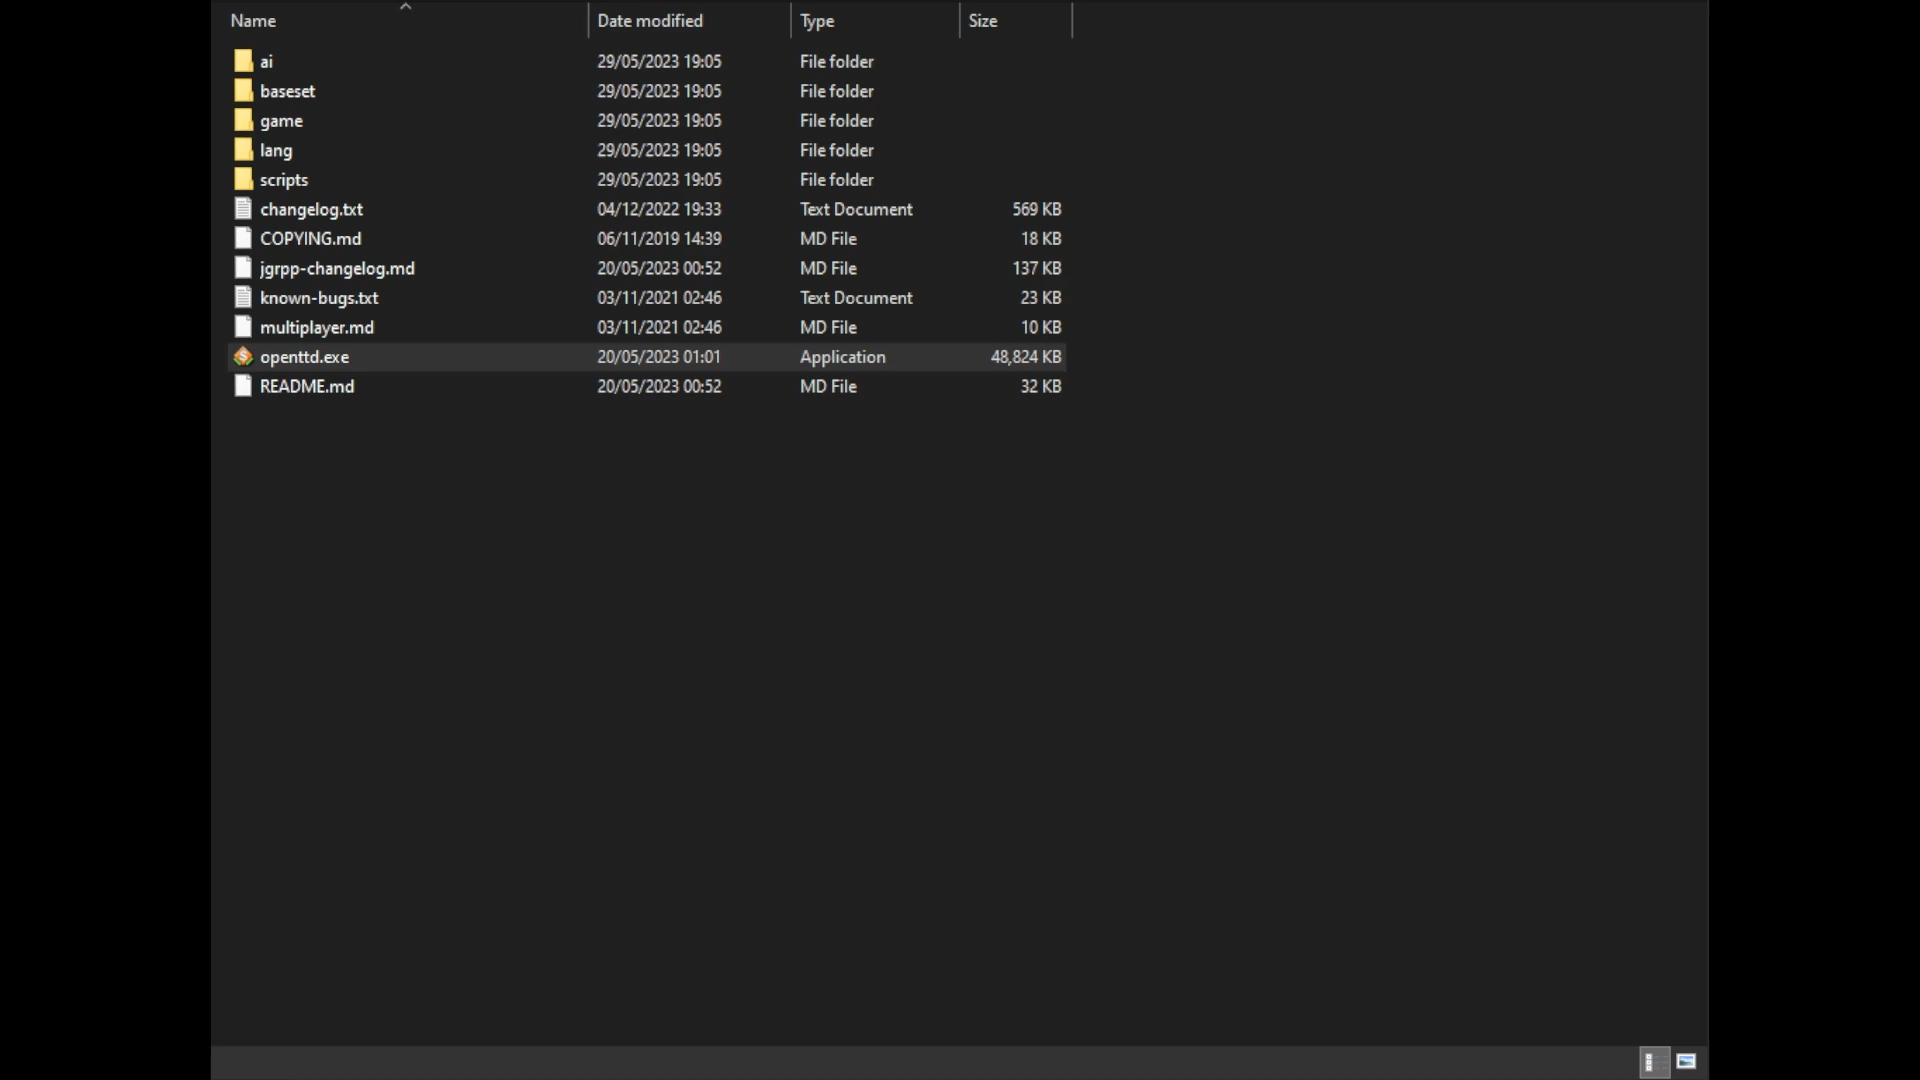 Name Date modified Type Size
ai 29/05/2023 19:05 File folder
baseset 29/05/2023 19:05 File folder
game 29/05/2023 19:05 File folder
lang 29/05/2023 19:05 File folder
scripts 29/05/2023 19:05 File folder
changelog.txt 04/12/2022 19:33 Text Document 569 KB
COPYING.md 06/11/2019 14:39 MD File 18 KB
jgrpp-changelog.md 20/05/2023 00:52 MD File 137 KB
known-bugs.txt 03/11/2021 02:46 Text Document 23 KB
multiplayer.md 03/11/2021 02:46 MD File 10 KB
openttd.exe 20/05/2023 01:01 Application 48,824 KB
README.md 20/05/2023 00:52 MD File 32 KB